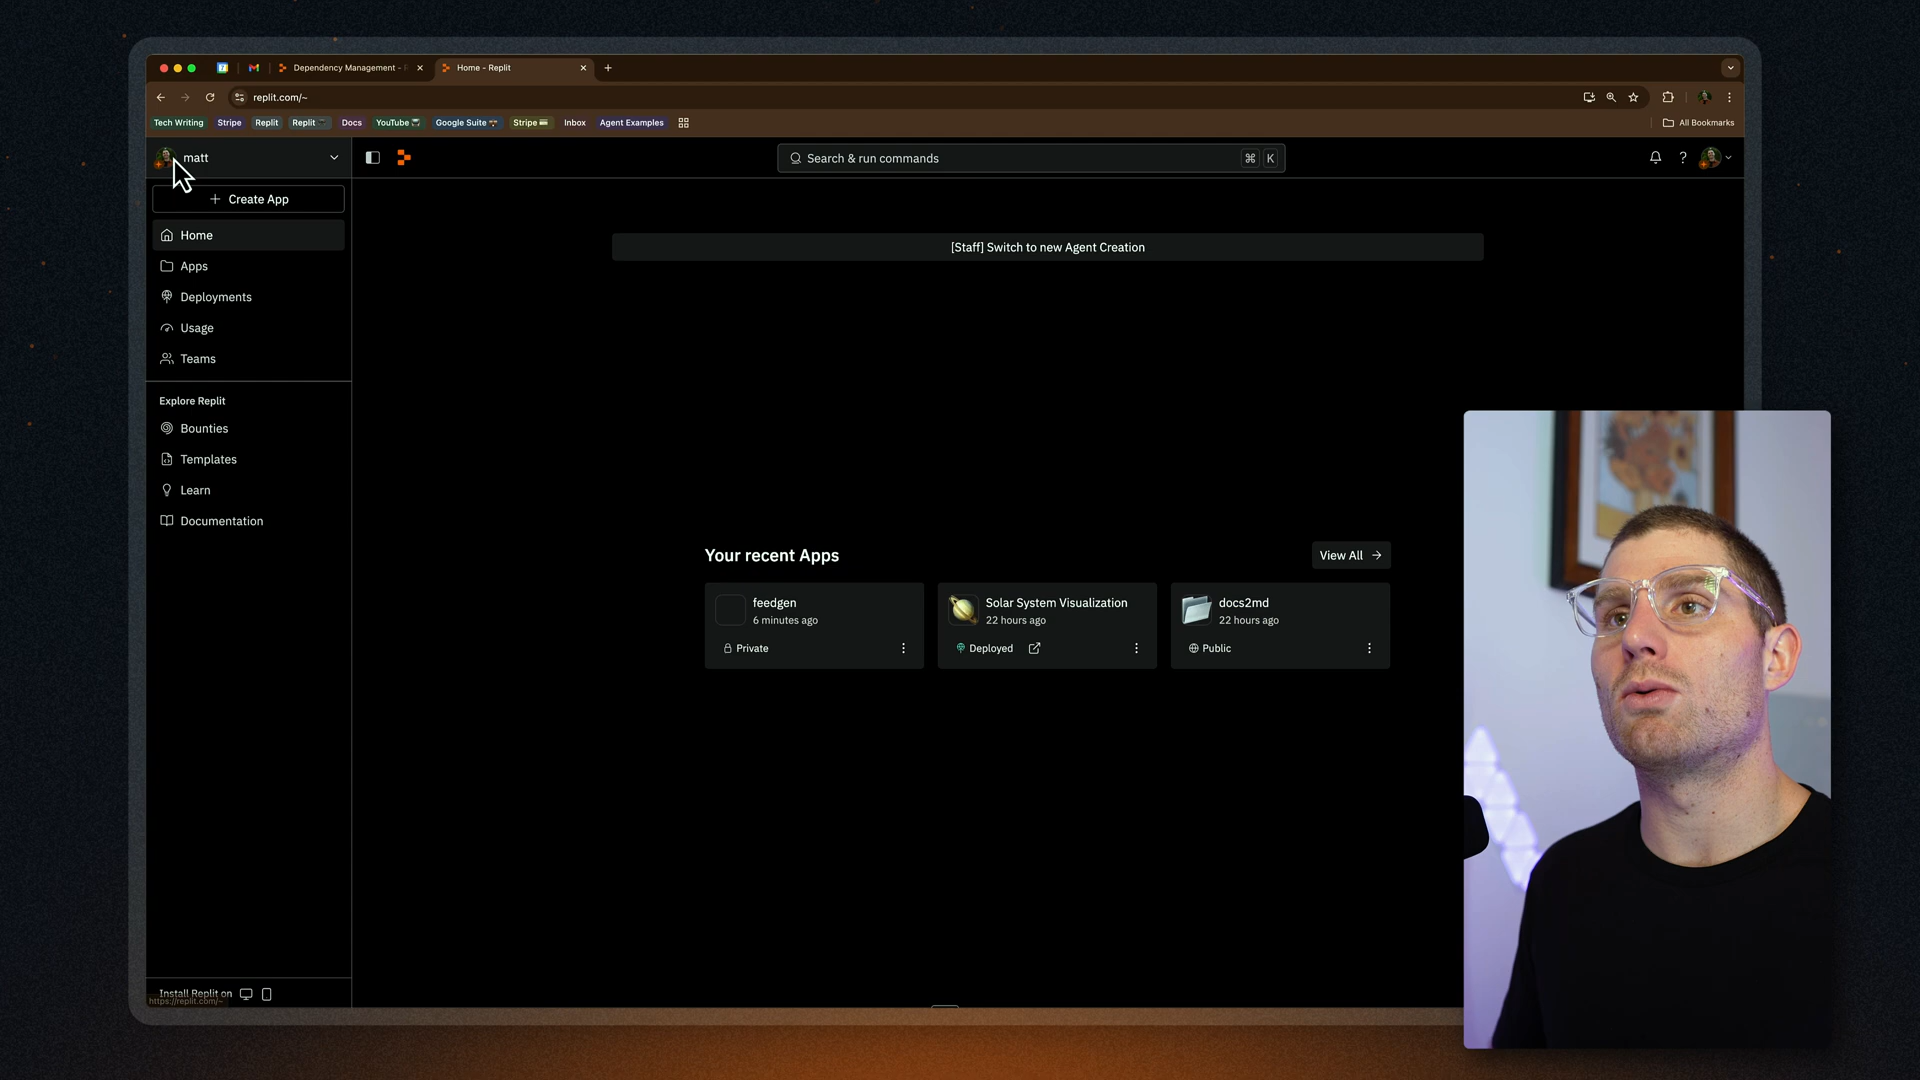 Dependency Management -
Home - Replit
replit.com/~
Tech Writing
Stripe
Replit
Replit
Docs
YouTube
Google Suite
Stripe
Inbox
Agent Examples
All Bookmarks
matt
Search & run commands
⌘ K
?
+ Create App
Home
Apps
Deployments
Usage
Teams
Explore Replit
Bounties
Templates
Learn
Documentation
[Staff] Switch to new Agent Creation
Your recent Apps
View All
feedgen
6 minutes ago
Private
Solar System Visualization
22 hours ago
Deployed
docs2md
22 hours ago
Public
Install Replit on
https://replit.com/~